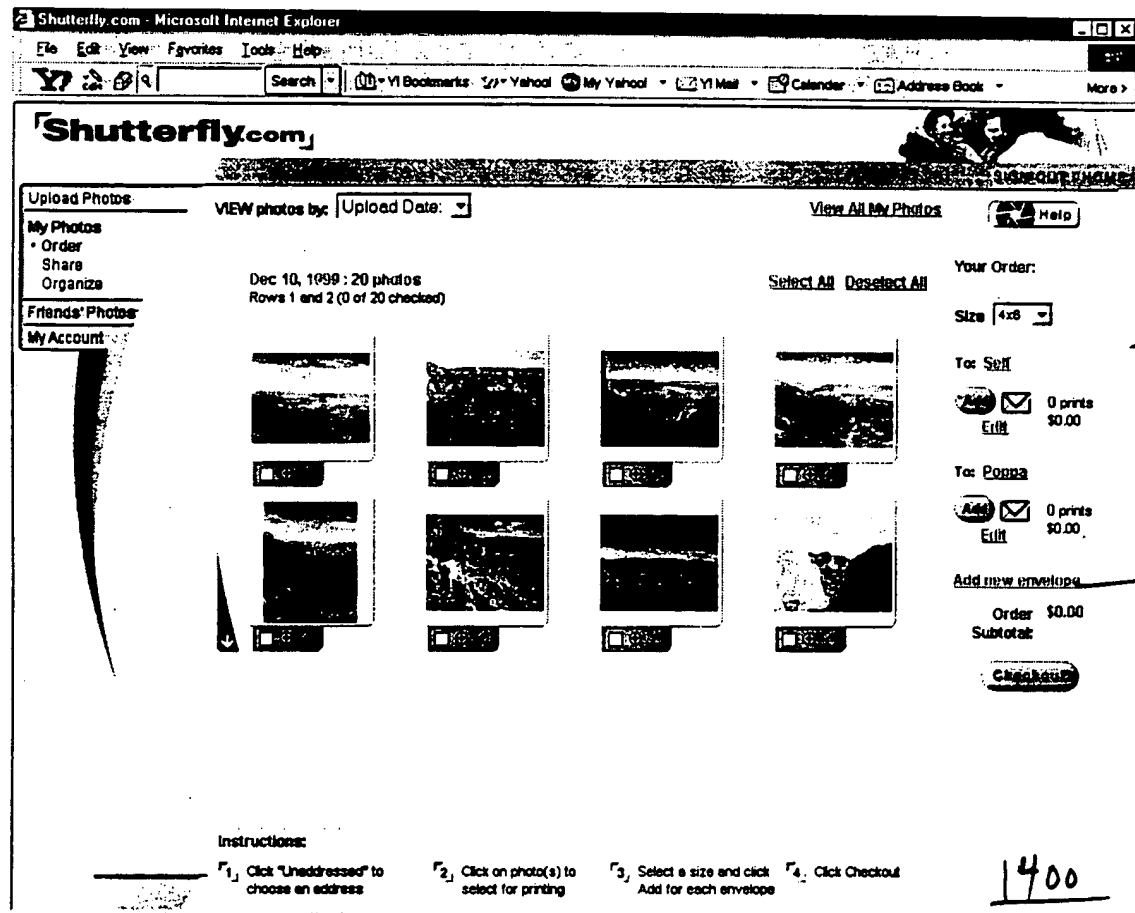 Shutterfly.com - Microsoft Internet Explorer
File Edit View Favorites Tools Help
Y? Search Y! Bookmarks Yahoo! My Yahoo! Y! Mail Calendar Address Book More >
Shutterfly.com
SIGN OUT HOME
Upload Photos
VIEW photos by: Upload Date:
View All My Photos
Help
My Photos
• Order
Share
Organize
Friends' Photos
My Account
Dec 10, 1999 : 20 photos
Rows 1 and 2 (0 of 20 checked)
Select All Deselect All
Your Order:
Size 4x6
To: Self
Add 0 prints
Edit $0.00
To: Poppa
Add 0 prints
Edit $0.00
Add new envelope
Order $0.00
Subtotal:
Checkout
Instructions:
1 Click "Unaddressed" to
choose an address
2 Click on photo(s) to
select for printing
3 Select a size and click
Add for each envelope
4 Click Checkout
1400